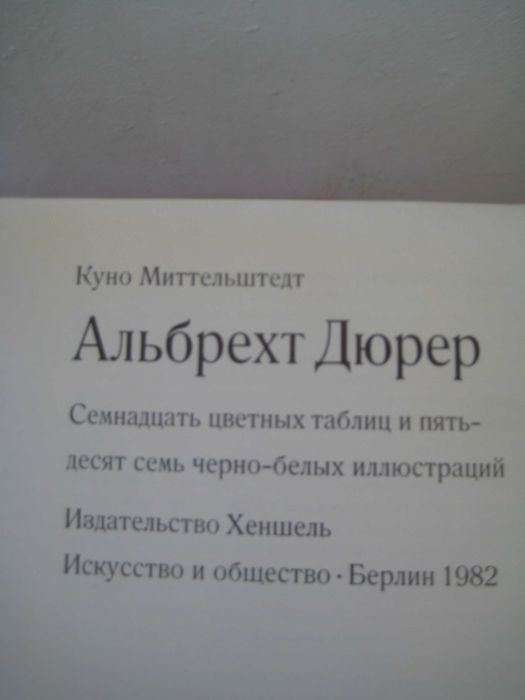 Куно Миттельштедт
Альбрехт Дюрер
Семнадцать цветных таблиц и пять-
десят семь черно-белых иллюстраций
Издательство Хеншель
Искусство и общество · Берлин 1982